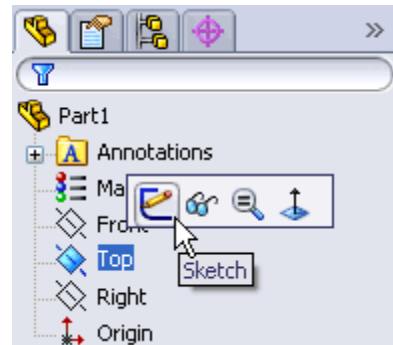 Part1
Annotations
Ma
Front
Top
Sketch
Right
Origin